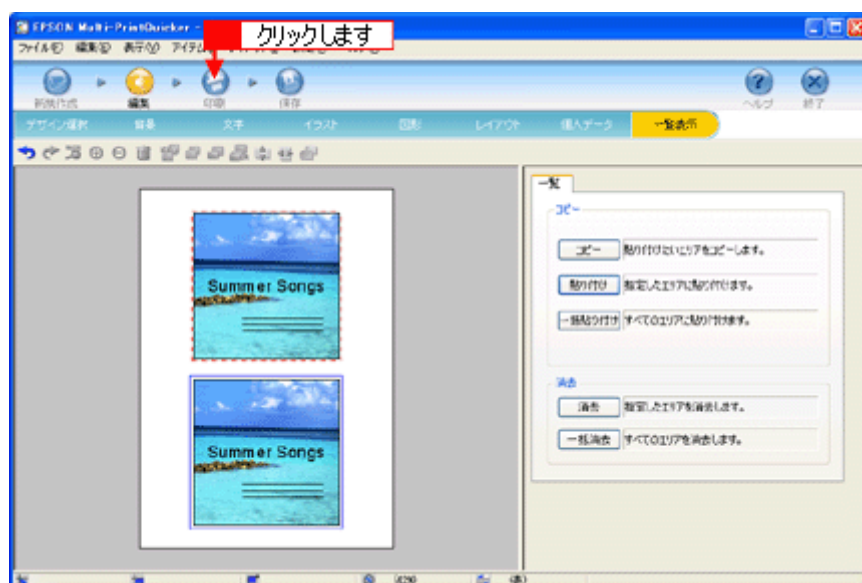 EPSON Multi-PrintQuicker -
クリックします
ファイル(F) 編集(E) 表示(V)
新規作成 編集 印刷 保存 ヘルプ 終了
デザイン選択 背景 文字 イラスト 図形 レイアウト 個人データ 一覧表示
一覧
コピー
コピー 貼り付けたいエリアをコピーします。
貼り付け 指定したエリアに貼り付けます。
一括貼り付け すべてのエリアに貼り付けます。
Summer Songs
消去
消去 指定したエリアを消去します。
一括消去 すべてのエリアを消去します。
Summer Songs